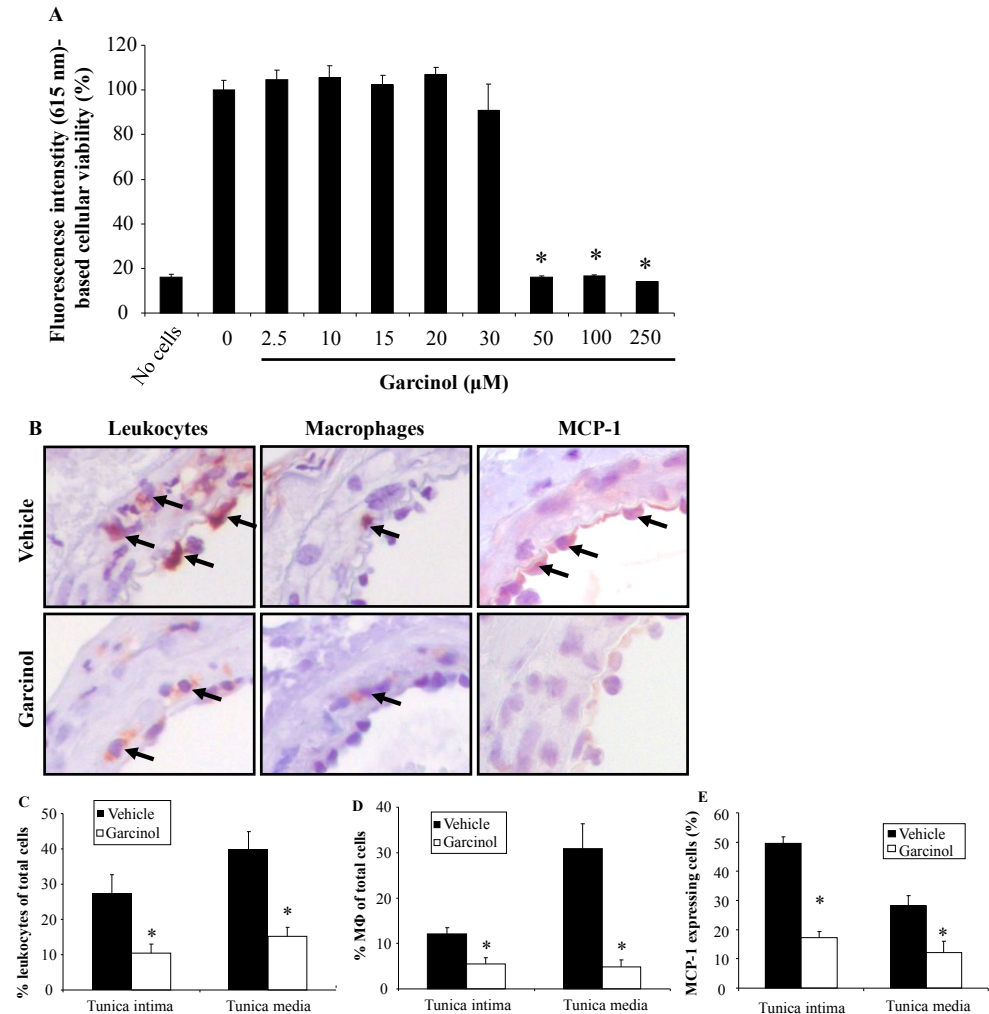 A
Fluorescencse intenstity (615 nm)-
based cellular viability (%)
120
100
80
60
40
20
0
* * *
No cells 0 2.5 10 15 20 30 50 100 250
Garcinol (µM)
B Leukocytes Macrophages MCP-1
Vehicle
Garcinol
C
% leukocytes of total cells
50
40
30
20
10
0
Vehicle
Garcinol
* *
Tunica intima Tunica media
D
% MΦ of total cells
40
30
20
10
0
Vehicle
Garcinol
* *
Tunica intima Tunica media
E
MCP-1 expressing cells (%)
60
50
40
30
20
10
0
Vehicle
Garcinol
* *
Tunica intima Tunica media